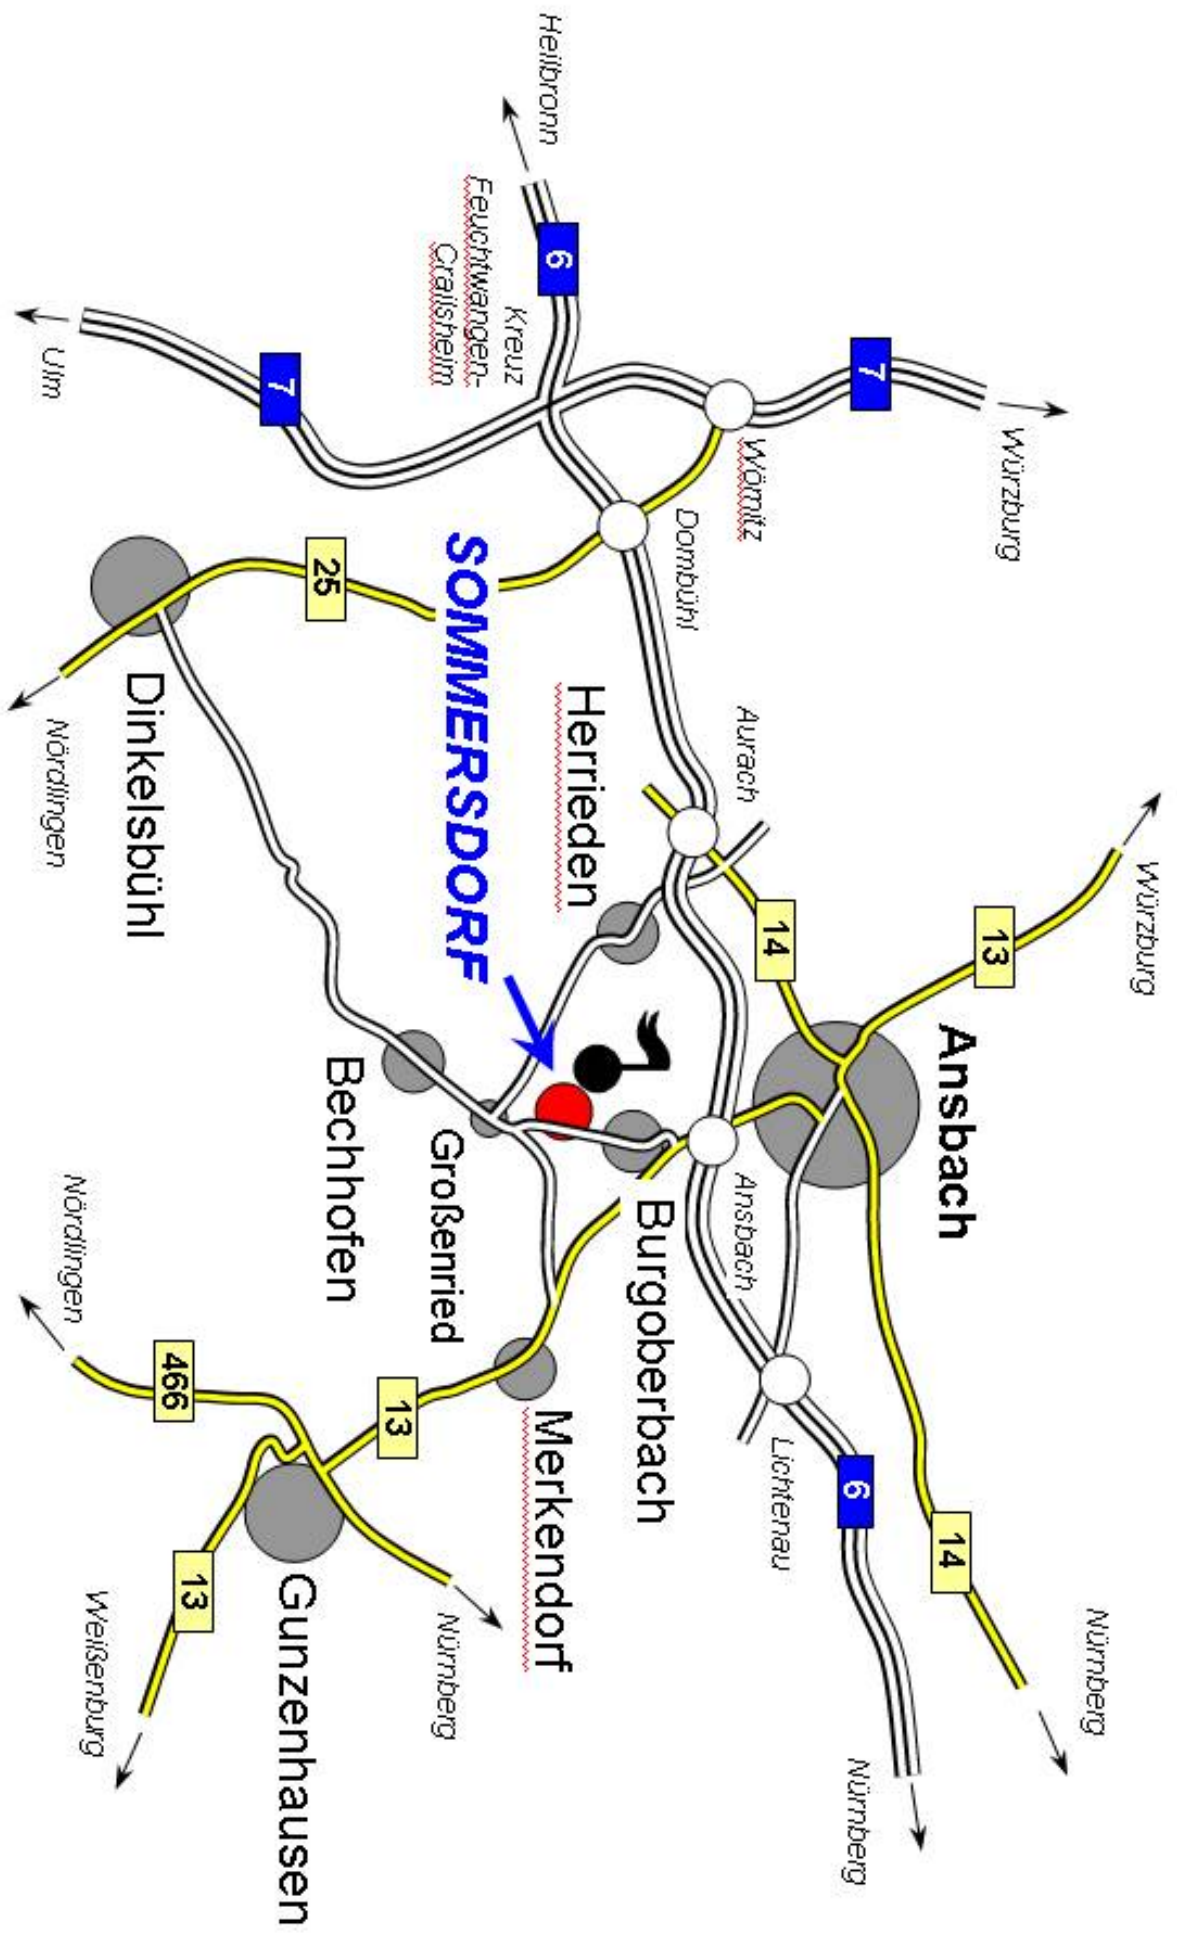 Würzburg
Nürnberg
Würzburg
13
Ansbach
14
7
Nürnberg
6
14
Lichtenau
Wörnitz
Aurach
Ansbach
Dombühl
Burgoberbach
Herrieden
Heilbronn
6
Merkendorf
Kreuz
Feuchtwangen-
Crailsheim
SOMMERSDORF
Großenried
Nürnberg
13
Bechhofen
25
7
Gunzenhausen
13
466
Dinkelsbühl
Weißenburg
Nördlingen
Nördlingen
Ulm